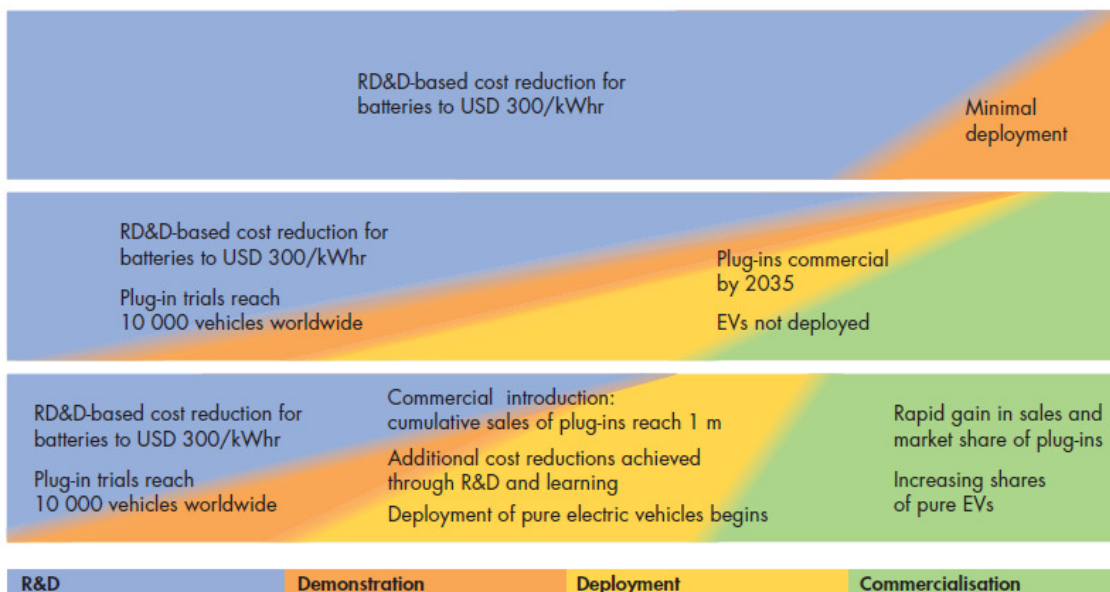 RD&D-based cost reduction for
batteries to USD 300/kWhr
Minimal
deployment
RD&D-based cost reduction for
batteries to USD 300/kWhr
Plug-in trials reach
10 000 vehicles worldwide
Plug-ins commercial
by 2035
EVs not deployed
RD&D-based cost reduction for
batteries to USD 300/kWhr
Plug-in trials reach
10 000 vehicles worldwide
Commercial introduction:
cumulative sales of plug-ins reach 1 m
Additional cost reductions achieved
through R&D and learning
Deployment of pure electric vehicles begins
Rapid gain in sales and
market share of plug-ins
Increasing shares
of pure EVs
R&D
Demonstration
Deployment
Commercialisation